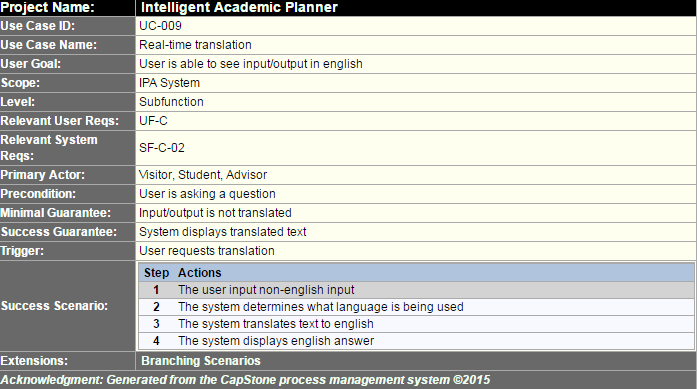 Project Name: Intelligent Academic Planner
Use Case ID: UC-009
Use Case Name: Real-time translation
User Goal: User is able to see input/output in english
Scope: IPA System
Level: Subfunction
Relevant User Reqs: UF-C
Relevant System
Reqs: SF-C-02
Primary Actor: Visitor, Student, Advisor
Precondition: User is asking a question
Minimal Guarantee: Input/output is not translated
Success Guarantee: System displays translated text
Trigger: User requests translation
Success Scenario:
Step Actions
1 The user input non-english input
2 The system determines what language is being used
3 The system translates text to english
4 The system displays english answer
Extensions: Branching Scenarios
Acknowledgment: Generated from the CapStone process management system ©2015